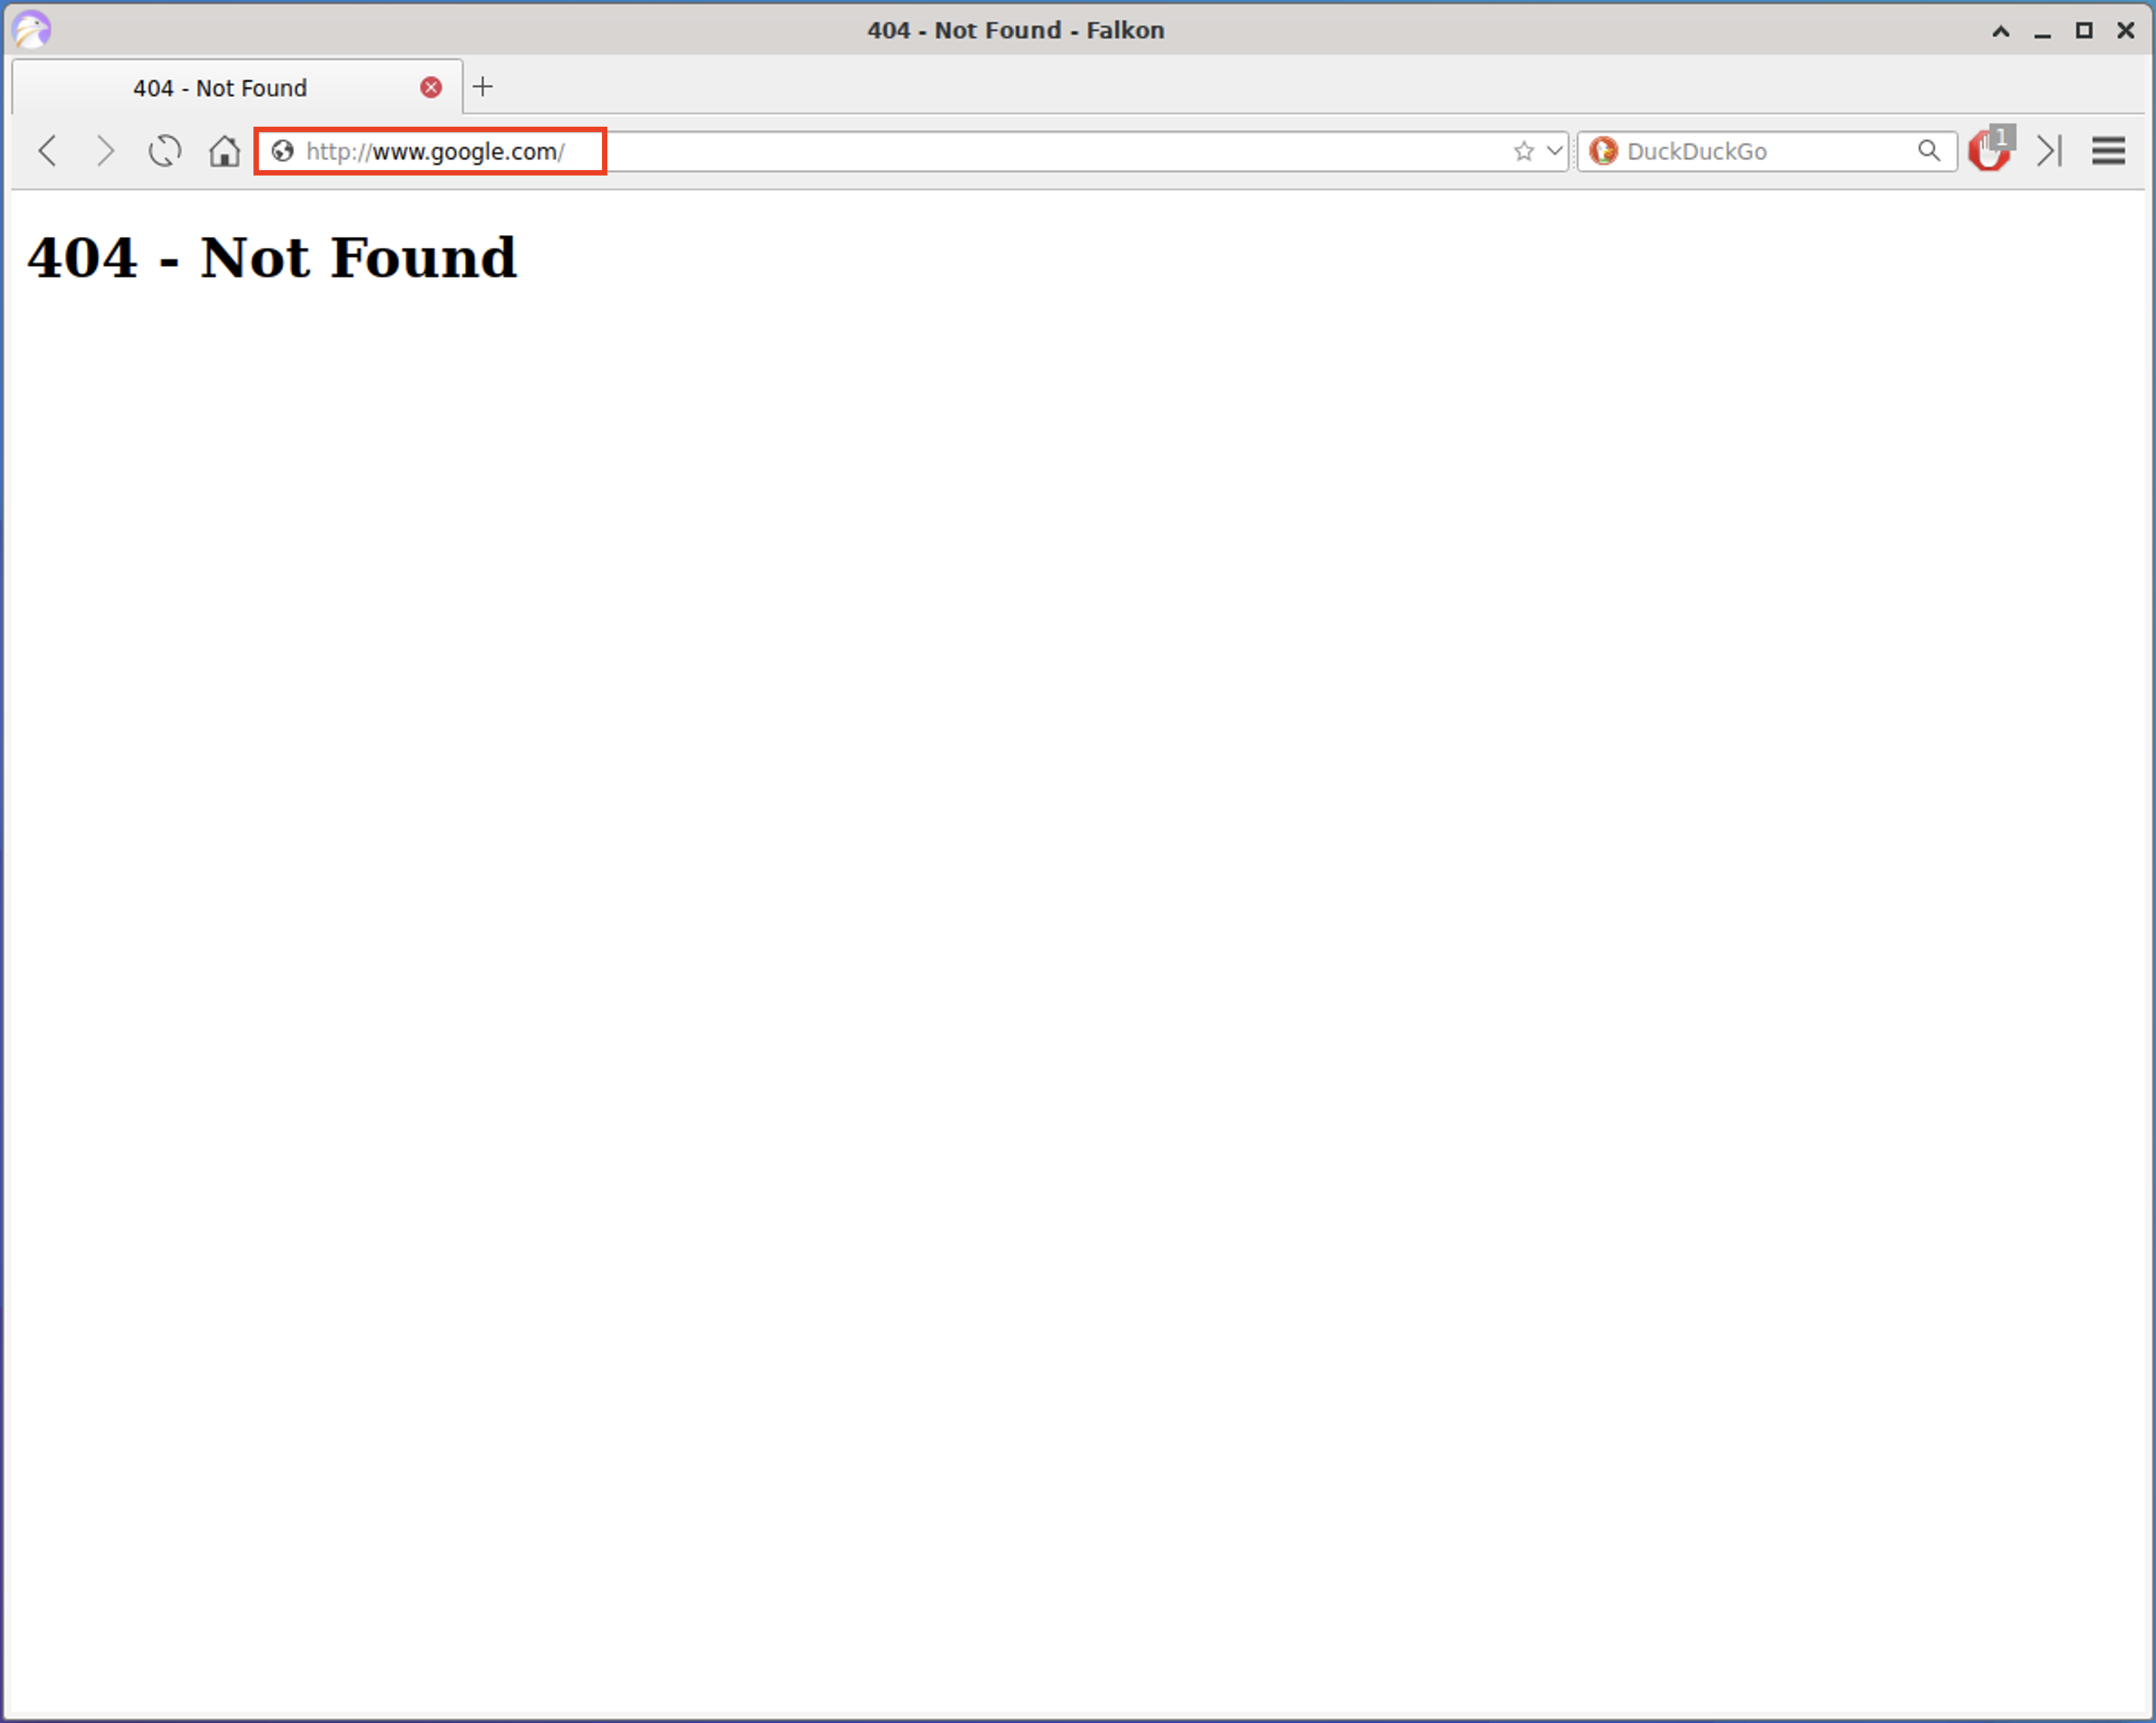 404 - Not Found - Falkon
404 - Not Found
http://www.google.com/
DuckDuckGo
1
404 - Not Found